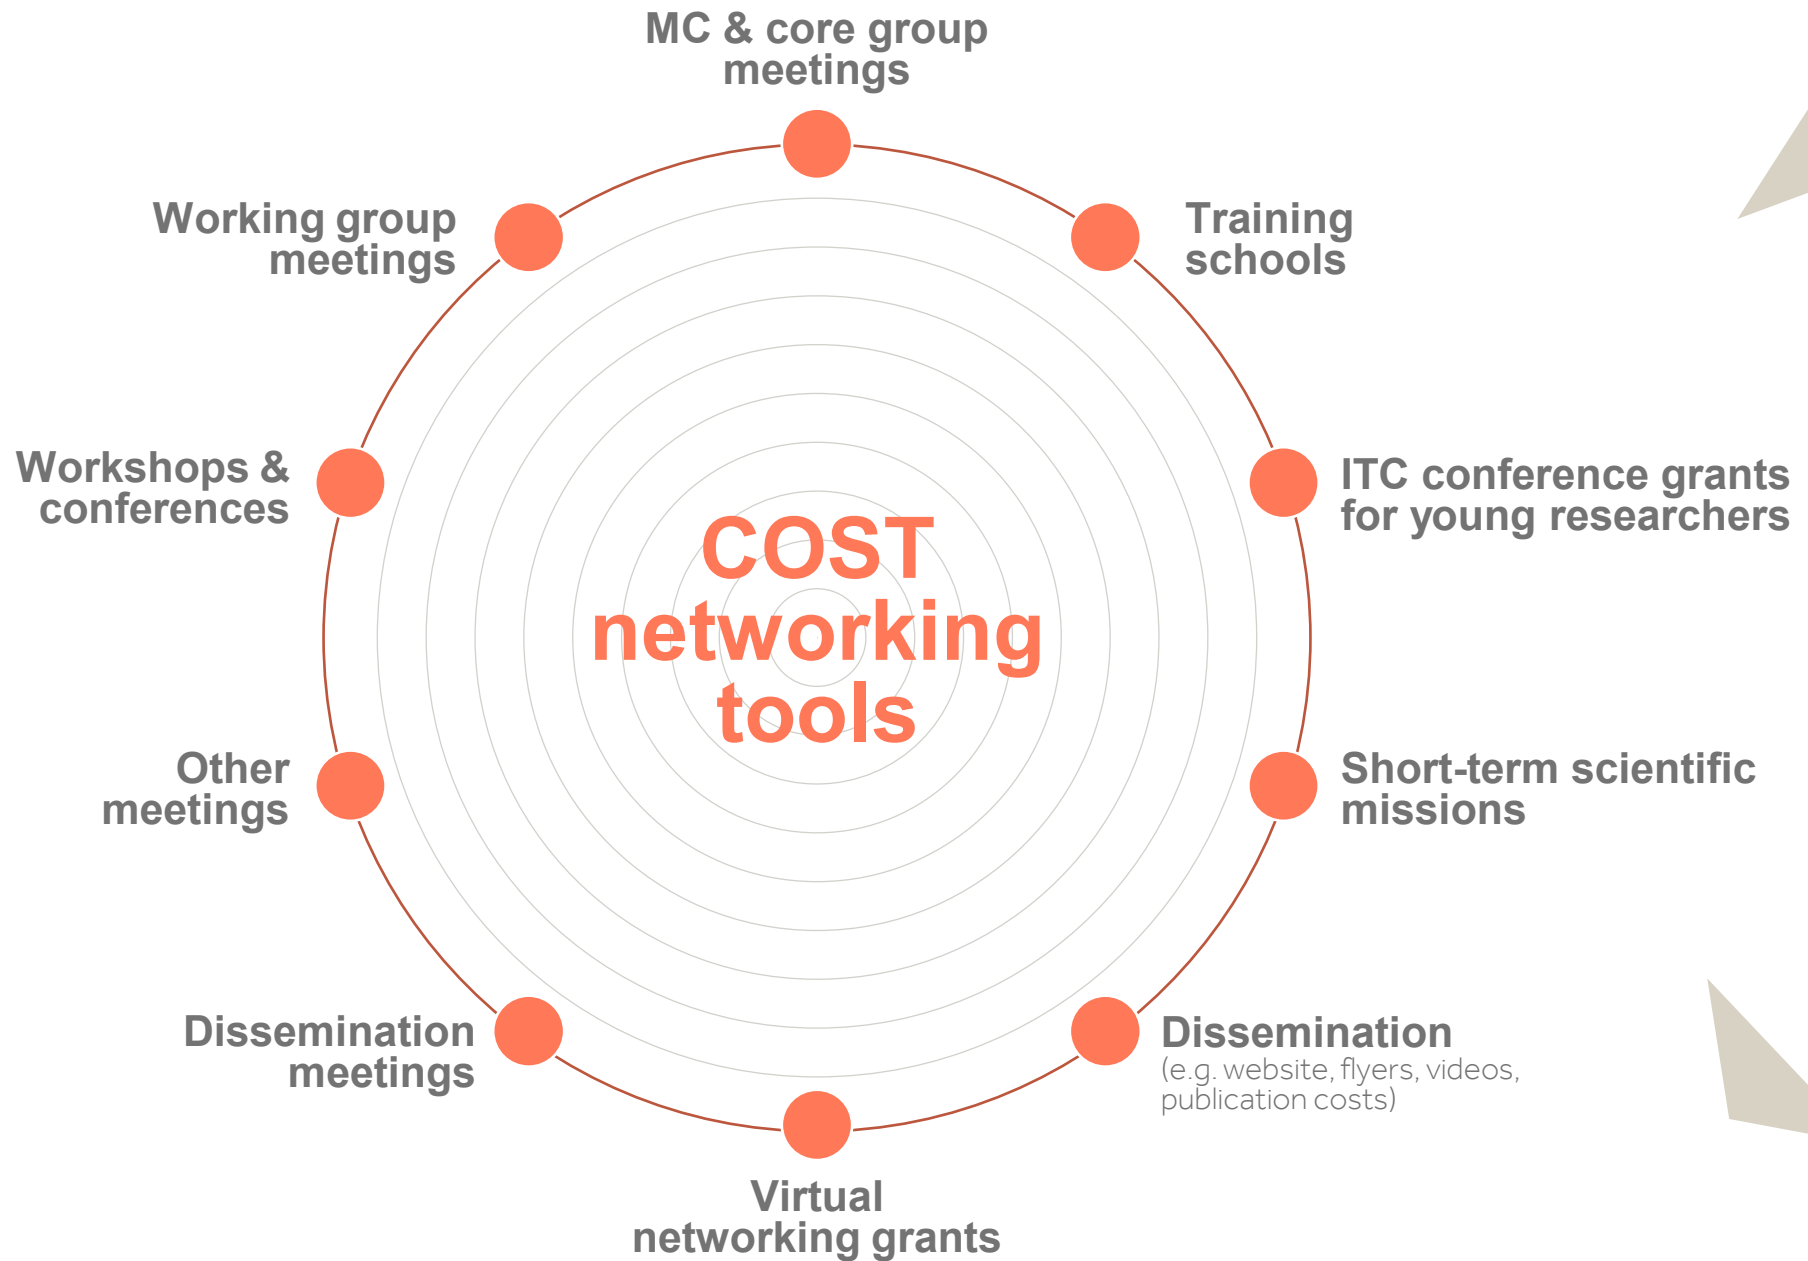 MC & core group
meetings
Working group
meetings
Training
schools
Workshops &
conferences
ITC conference grants
for young researchers
COST
networking
tools
Other
meetings
Short-term scientific
missions
Dissemination
meetings
Dissemination
(e.g. website, flyers, videos,
publication costs)
Virtual
networking grants